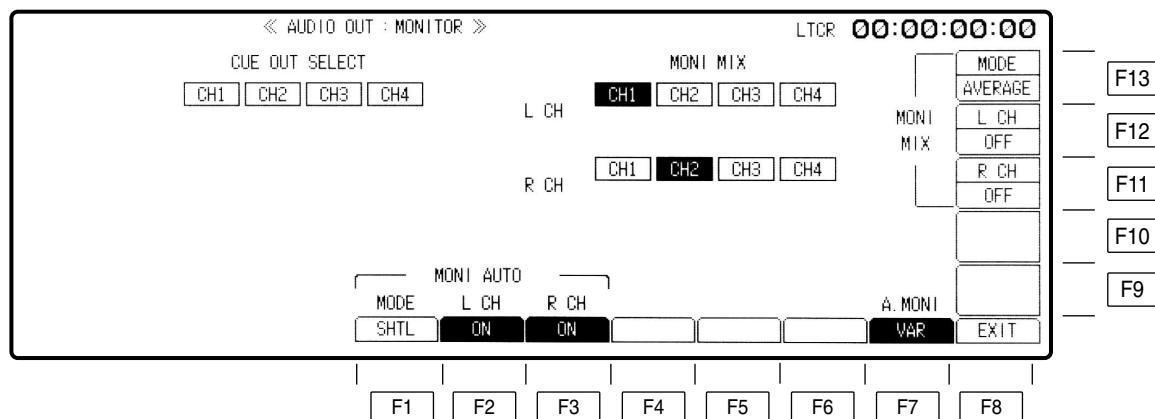 ≪ AUDIO OUT : MONITOR ≫ LTCR 00:00:00:00
CUE OUT SELECT MONI MIX
CH1 CH2 CH3 CH4
L CH CH1 CH2 CH3 CH4
R CH CH1 CH2 CH3 CH4
MONI MIX
MODE
AVERAGE
F13
L CH
OFF
F12
R CH
OFF
F11
F10
F9
MONI AUTO
MODE L CH R CH A. MONI
SHTL ON ON VAR EXIT
F1 F2 F3 F4 F5 F6 F7 F8